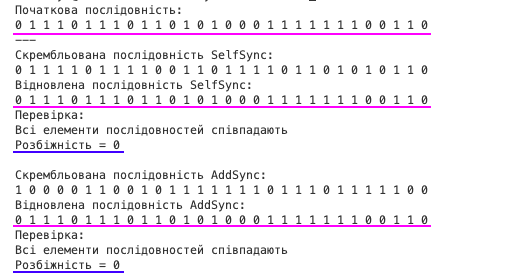 Початкова послідовність:
0 1 1 1 0 1 1 1 0 1 1 0 1 0 1 0 0 0 1 1 1 1 1 1 1 0 0 1 1 0
———
Скрембльована послідовність SelfSync:
0 1 1 1 1 0 1 1 1 1 0 0 1 1 0 1 1 1 1 0 1 1 0 1 0 1 0 1 1 0
Відновлена послідовність SelfSync:
0 1 1 1 0 1 1 1 0 1 1 0 1 0 1 0 0 0 1 1 1 1 1 1 1 0 0 1 1 0
Перевірка:
Всі елементи послідовностей співпадають
Розбіжність = 0
Скрембльована послідовність AddSync:
1 0 0 0 0 1 1 0 0 1 0 1 1 1 1 1 1 1 0 1 1 1 0 1 1 1 1 1 0 0
Відновлена послідовність AddSync:
0 1 1 1 0 1 1 1 0 1 1 0 1 0 1 0 0 0 1 1 1 1 1 1 1 0 0 1 1 0
Перевірка:
Всі елементи послідовностей співпадають
Розбіжність = 0